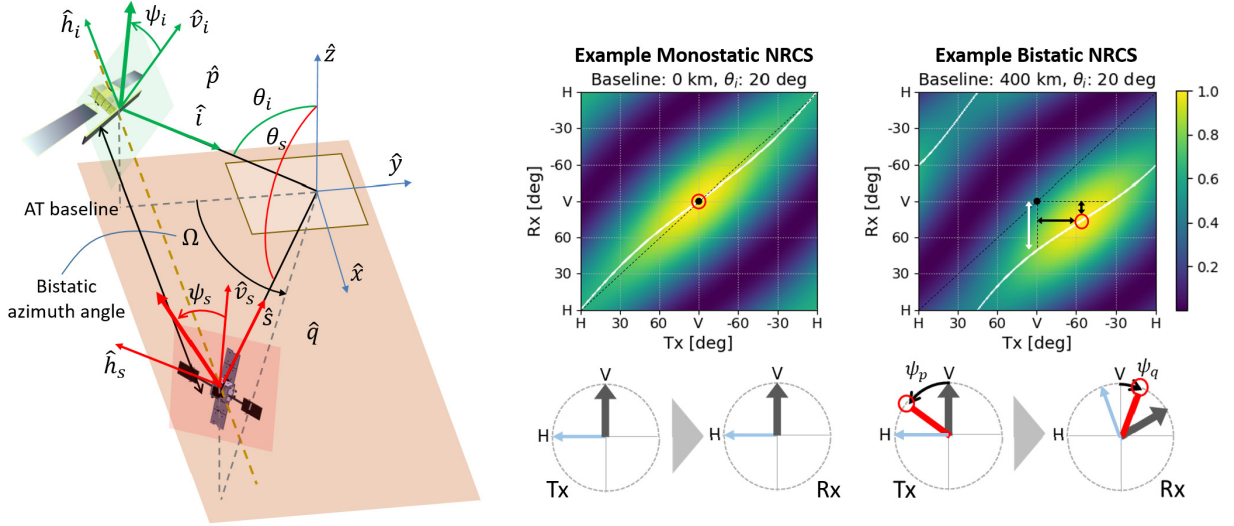 ĥᵢ
ψᵢ
v̂ᵢ
p̂
î
θᵢ
θₛ
ẑ
ŷ
x̂
AT baseline
Ω
Bistatic
azimuth angle
ψₛ
v̂ₛ
ŝ
ĥₛ
q̂
Example Monostatic NRCS
Baseline: 0 km, θᵢ: 20 deg
Rx [deg]
H
-30
-60
V
60
30
H
H 30 60 V -60 -30 H
Tx [deg]
Example Bistatic NRCS
Baseline: 400 km, θᵢ: 20 deg
Rx [deg]
H
-30
-60
V
60
30
H
H 30 60 V -60 -30 H
Tx [deg]
1.0
0.8
0.6
0.4
0.2
V
H
Tx
V
H
Rx
ψₚ
V
H
Tx
V
ψ_q
H
Rx